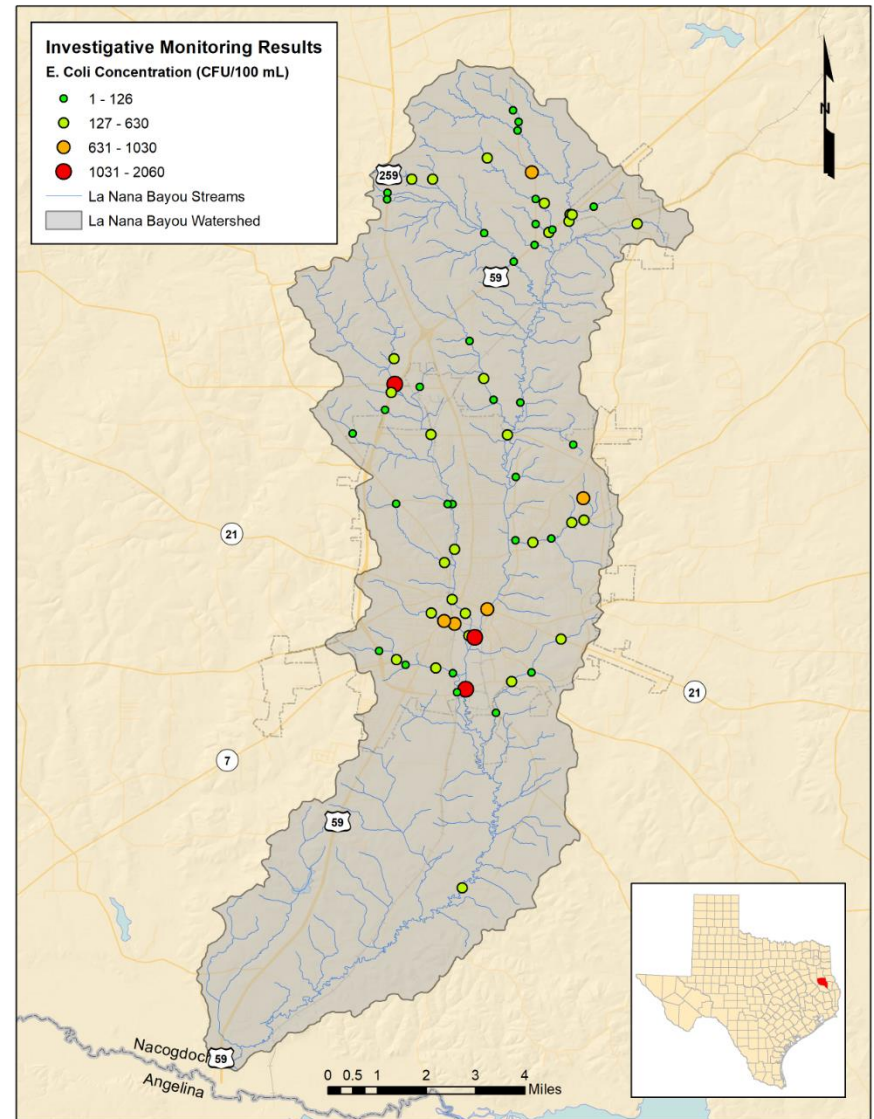 Investigative Monitoring Results
E. Coli Concentration (CFU/100 mL)
1 - 126
127 - 630
631 - 1030
1031 - 2060
La Nana Bayou Streams
La Nana Bayou Watershed
N
259
59
21
21
7
59
Nacogdoch
59
Angelina
0 0.5 1 2 3 4
Miles